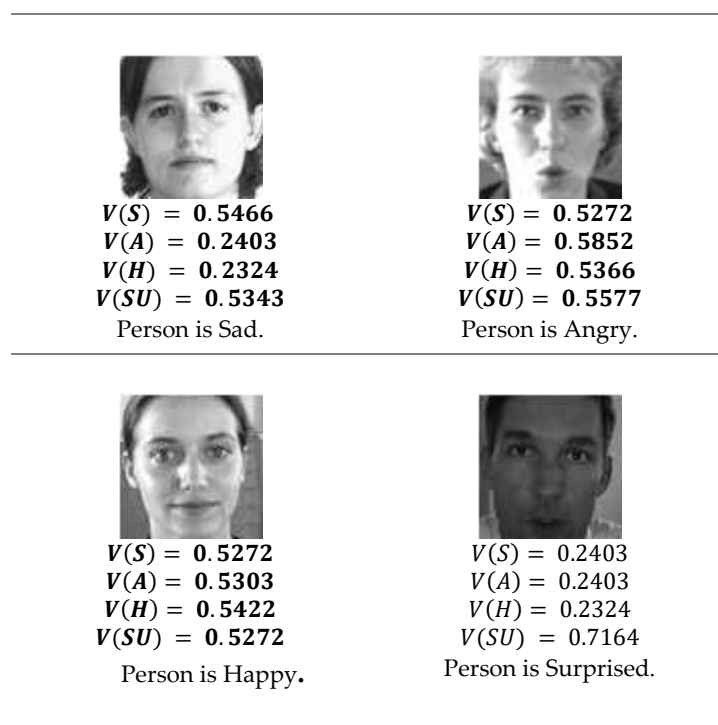 V(S) = 0.5466
V(A) = 0.2403
V(H) = 0.2324
V(SU) = 0.5343
Person is Sad.
V(S) = 0.5272
V(A) = 0.5852
V(H) = 0.5366
V(SU) = 0.5577
Person is Angry.
V(S) = 0.5272
V(A) = 0.5303
V(H) = 0.5422
V(SU) = 0.5272
Person is Happy.
V(S) = 0.2403
V(A) = 0.2403
V(H) = 0.2324
V(SU) = 0.7164
Person is Surprised.